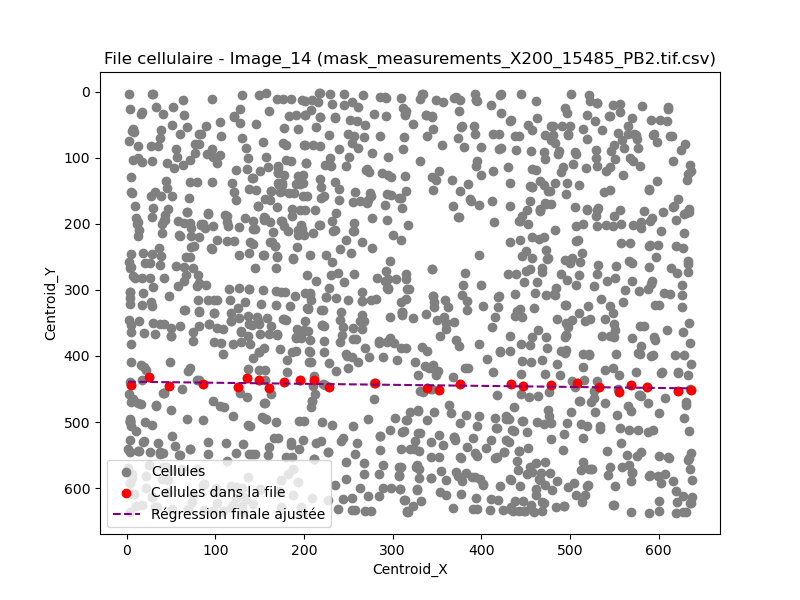 File cellulaire - Image_14 (mask_measurements_X200_15485_PB2.tif.csv)
Centroid_Y
0
100
200
300
400
500
600
Cellules
Cellules dans la file
Régression finale ajustée
0 100 200 300 400 500 600
Centroid_X